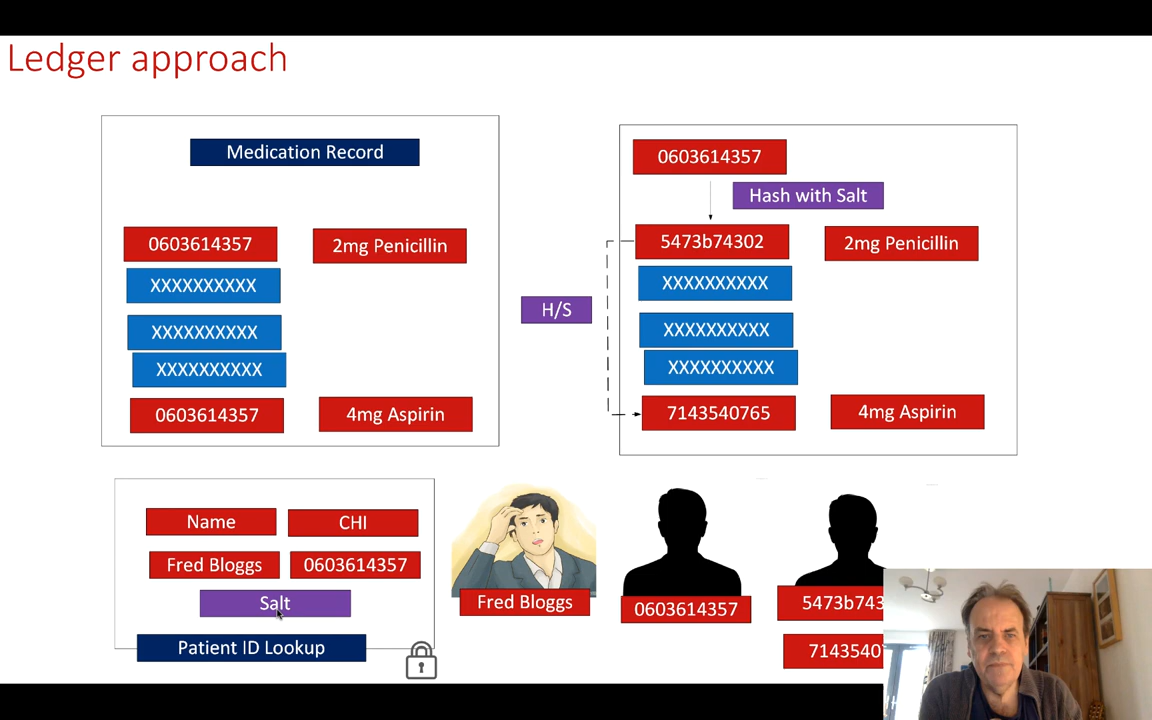 Ledger approach
Medication Record
0603614357
2mg Penicillin
XXXXXXXXXX
XXXXXXXXXX
XXXXXXXXXX
0603614357
4mg Aspirin
H/S
0603614357
Hash with Salt
5473b74302
2mg Penicillin
XXXXXXXXXX
XXXXXXXXXX
XXXXXXXXXX
7143540765
4mg Aspirin
Name
CHI
Fred Bloggs
0603614357
Salt
Patient ID Lookup
Fred Bloggs
0603614357
5473b743
7143540